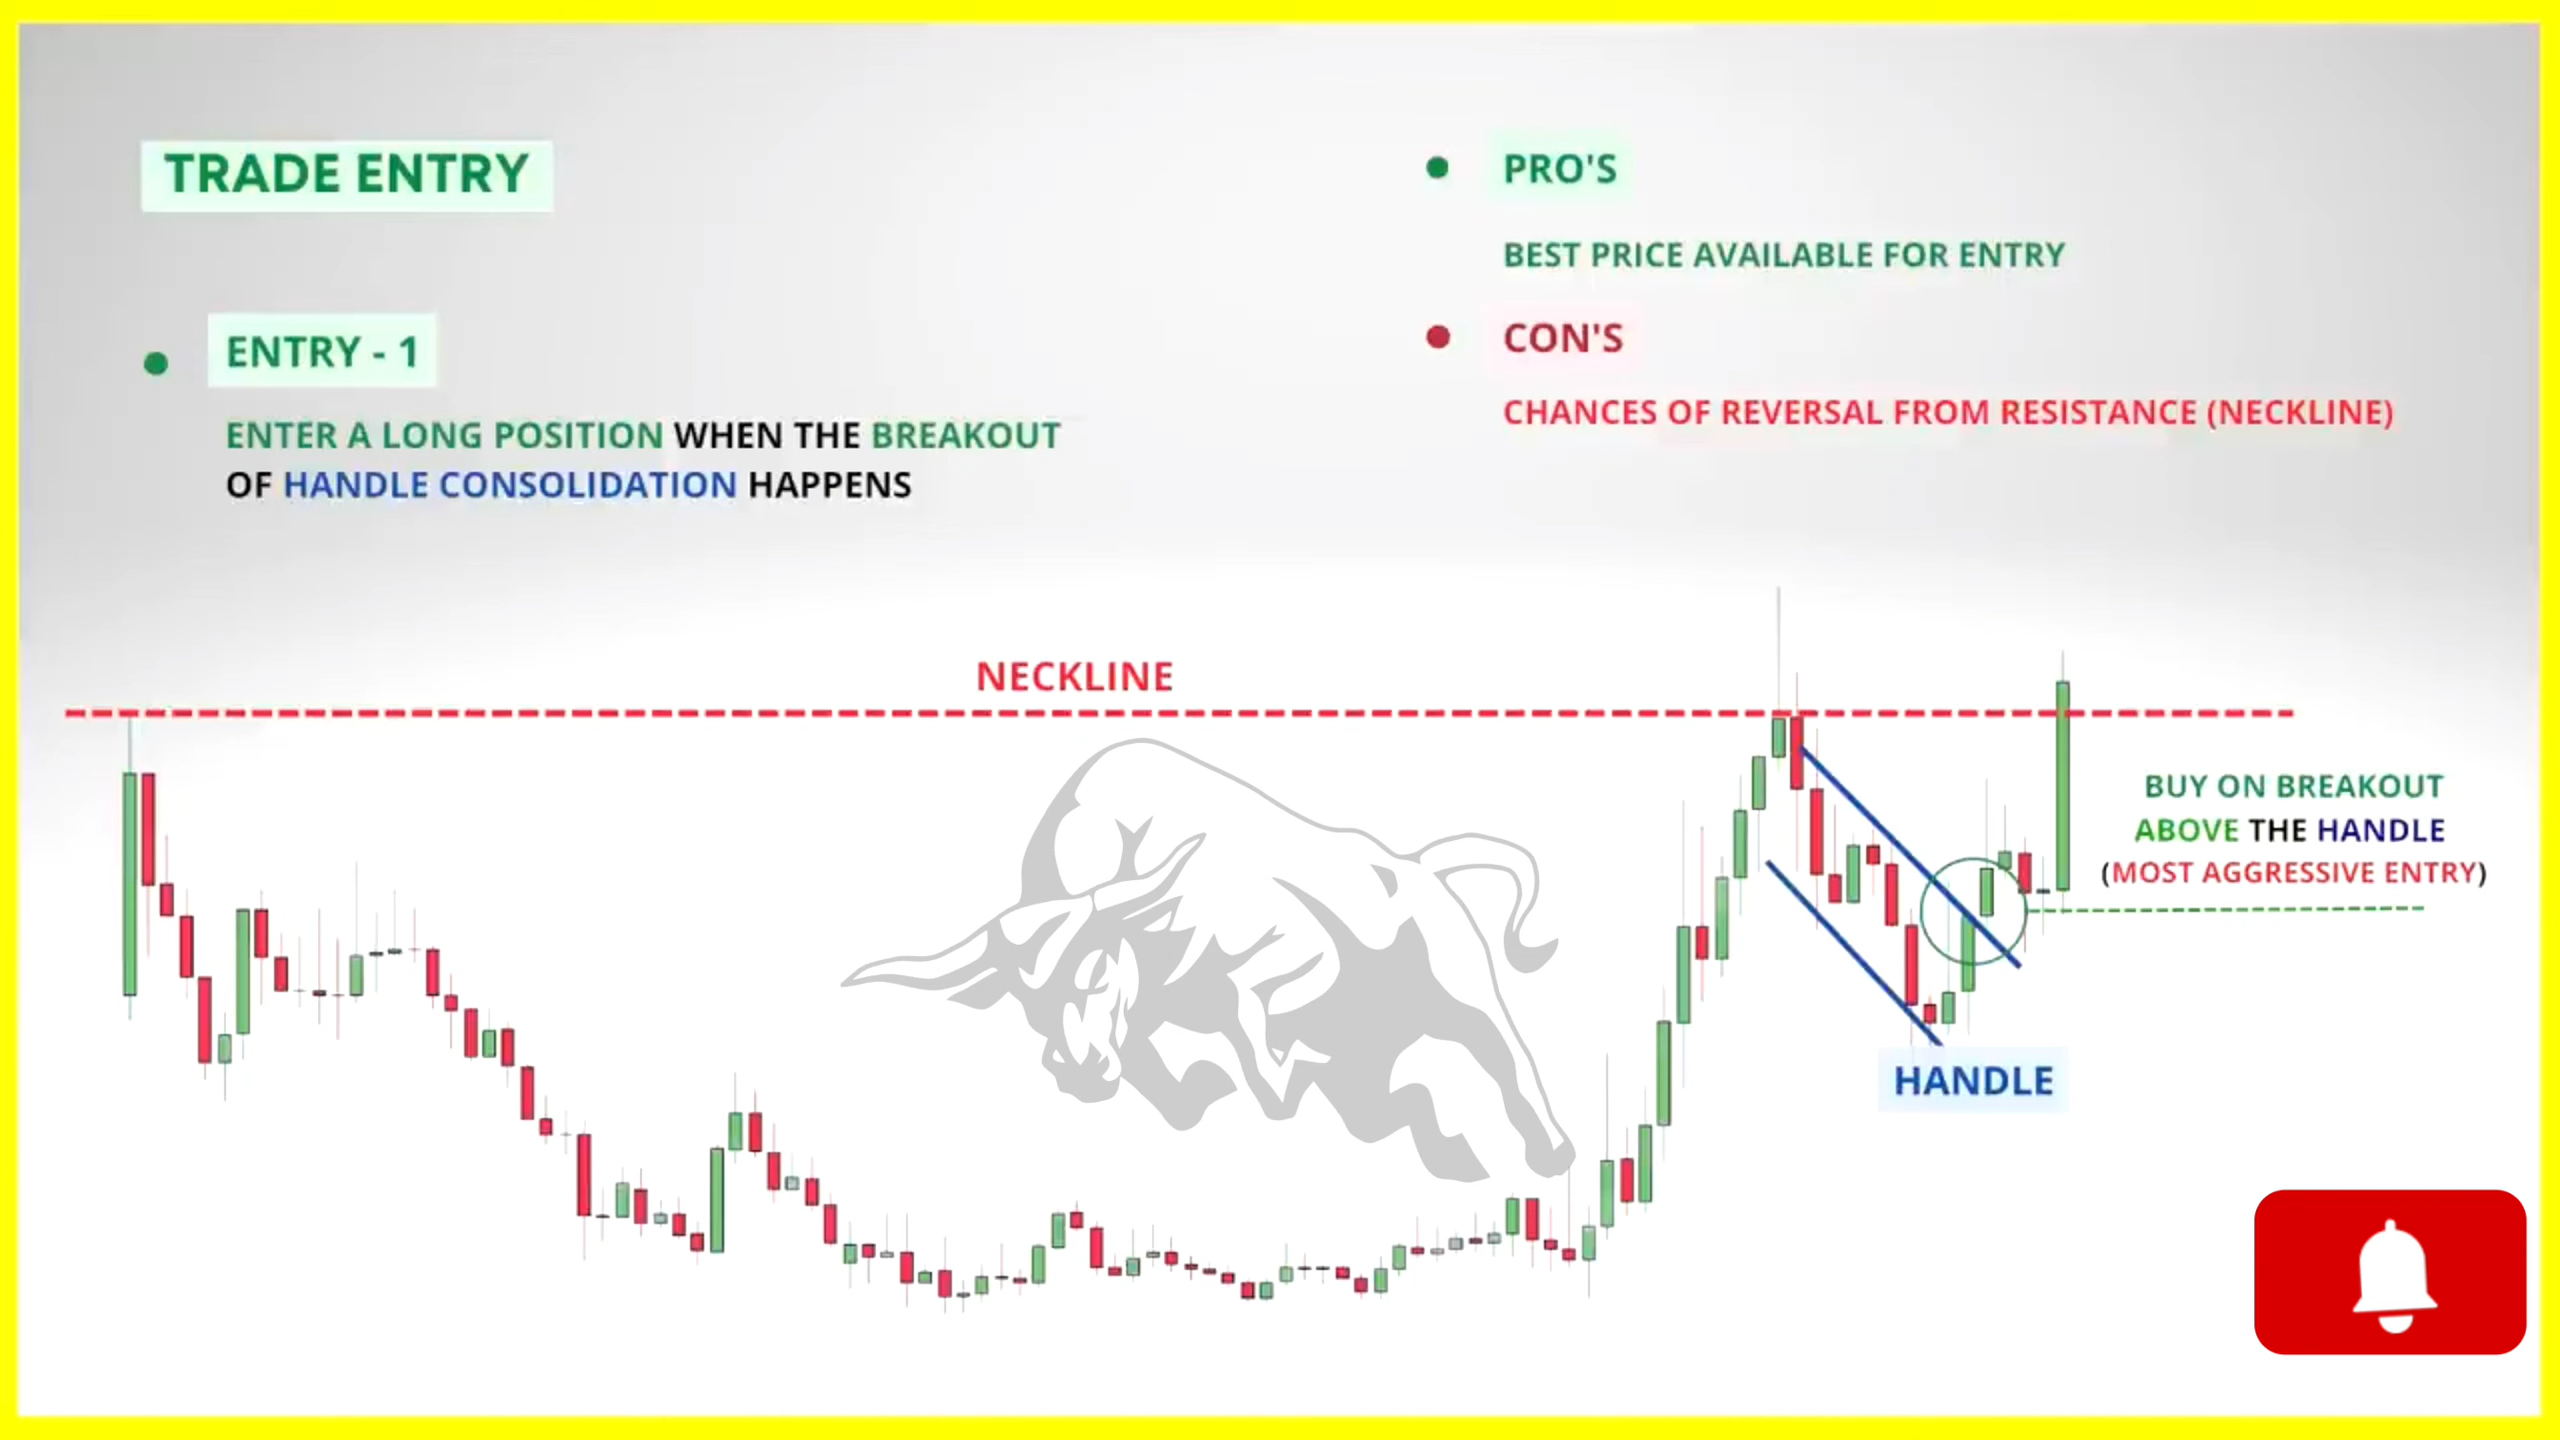 TRADE ENTRY
ENTRY - 1
ENTER A LONG POSITION WHEN THE BREAKOUT
OF HANDLE CONSOLIDATION HAPPENS
PRO'S
BEST PRICE AVAILABLE FOR ENTRY
CON'S
CHANCES OF REVERSAL FROM RESISTANCE (NECKLINE)
NECKLINE
BUY ON BREAKOUT
ABOVE THE HANDLE
(MOST AGGRESSIVE ENTRY)
HANDLE